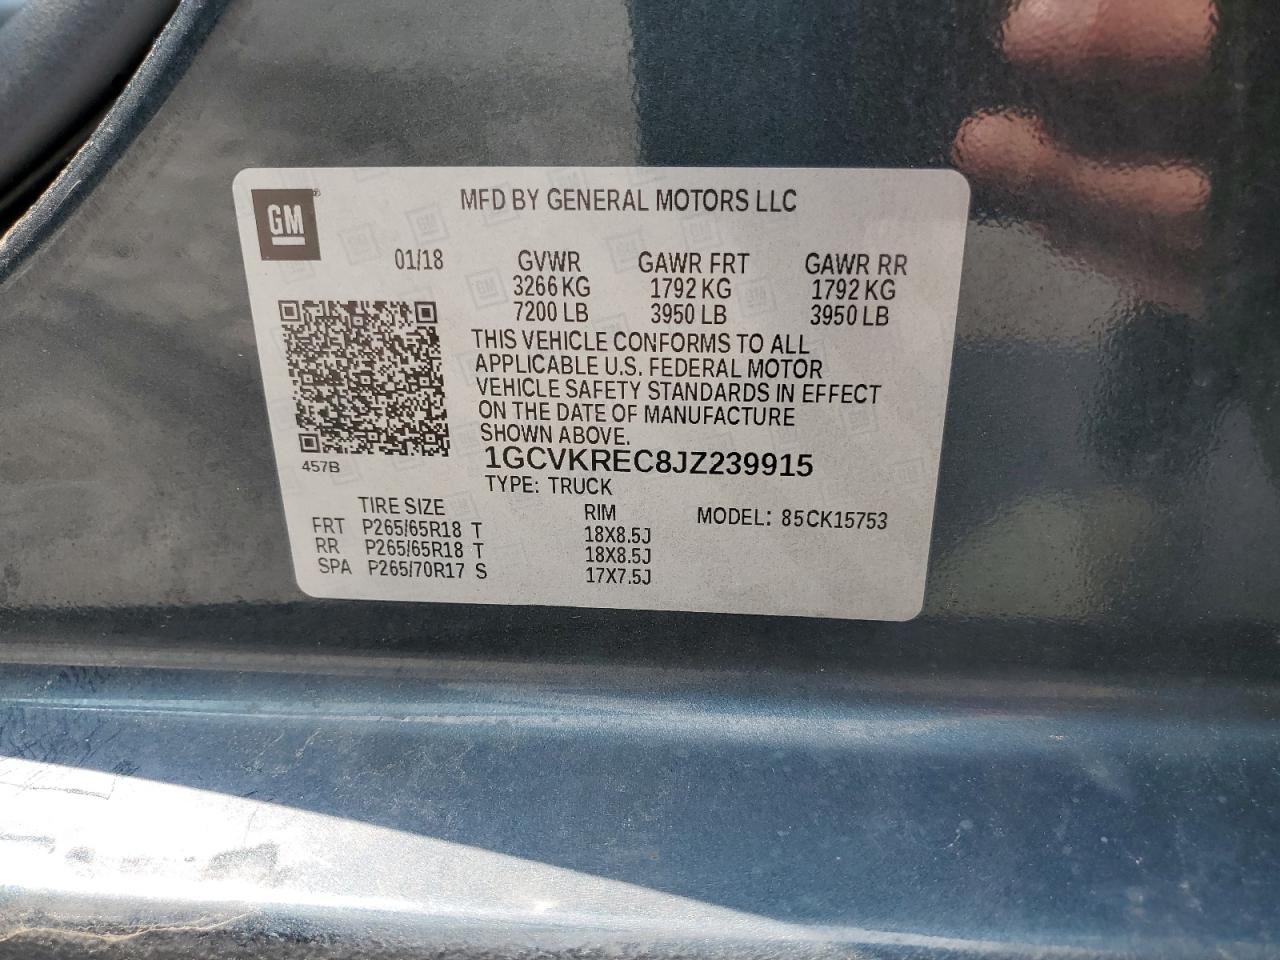 GM ®
MFD BY GENERAL MOTORS LLC
01/18 GVWR GAWR FRT GAWR RR
3266 KG 1792 KG 1792 KG
7200 LB 3950 LB 3950 LB
THIS VEHICLE CONFORMS TO ALL
APPLICABLE U.S. FEDERAL MOTOR
VEHICLE SAFETY STANDARDS IN EFFECT
ON THE DATE OF MANUFACTURE
SHOWN ABOVE.
457B
1GCVKREC8JZ239915
TYPE: TRUCK
TIRE SIZE RIM MODEL: 85CK15753
FRT P265/65R18 T 18X8.5J
RR P265/65R18 T 18X8.5J
SPA P265/70R17 S 17X7.5J